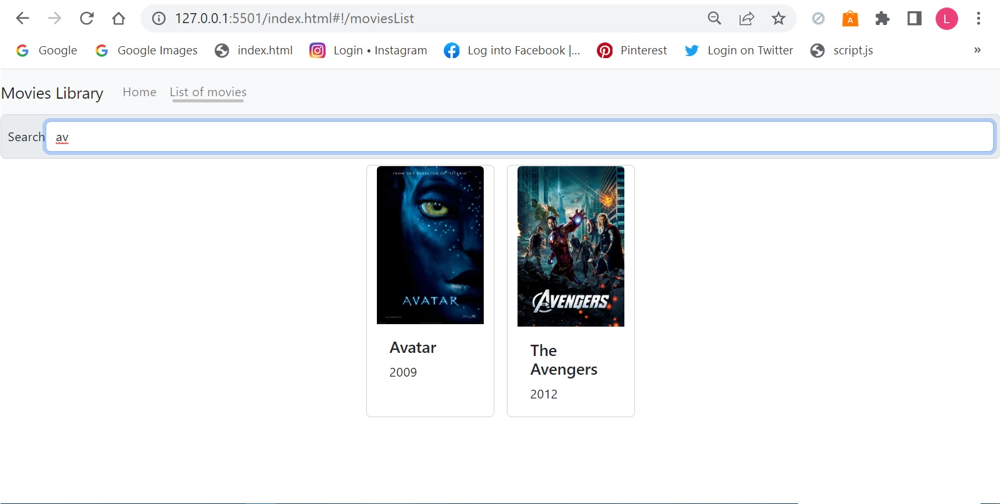 127.0.0.1:5501/index.html#!/moviesList
A
L
Google
Google Images
index.html
Login • Instagram
Log into Facebook |...
Pinterest
Login on Twitter
script.js
»
Movies Library
Home
List of movies
Search
av
FROM THE DIRECTOR OF "TITANIC"
AVATAR
AVENGERS
Avatar
2009
The
Avengers
2012